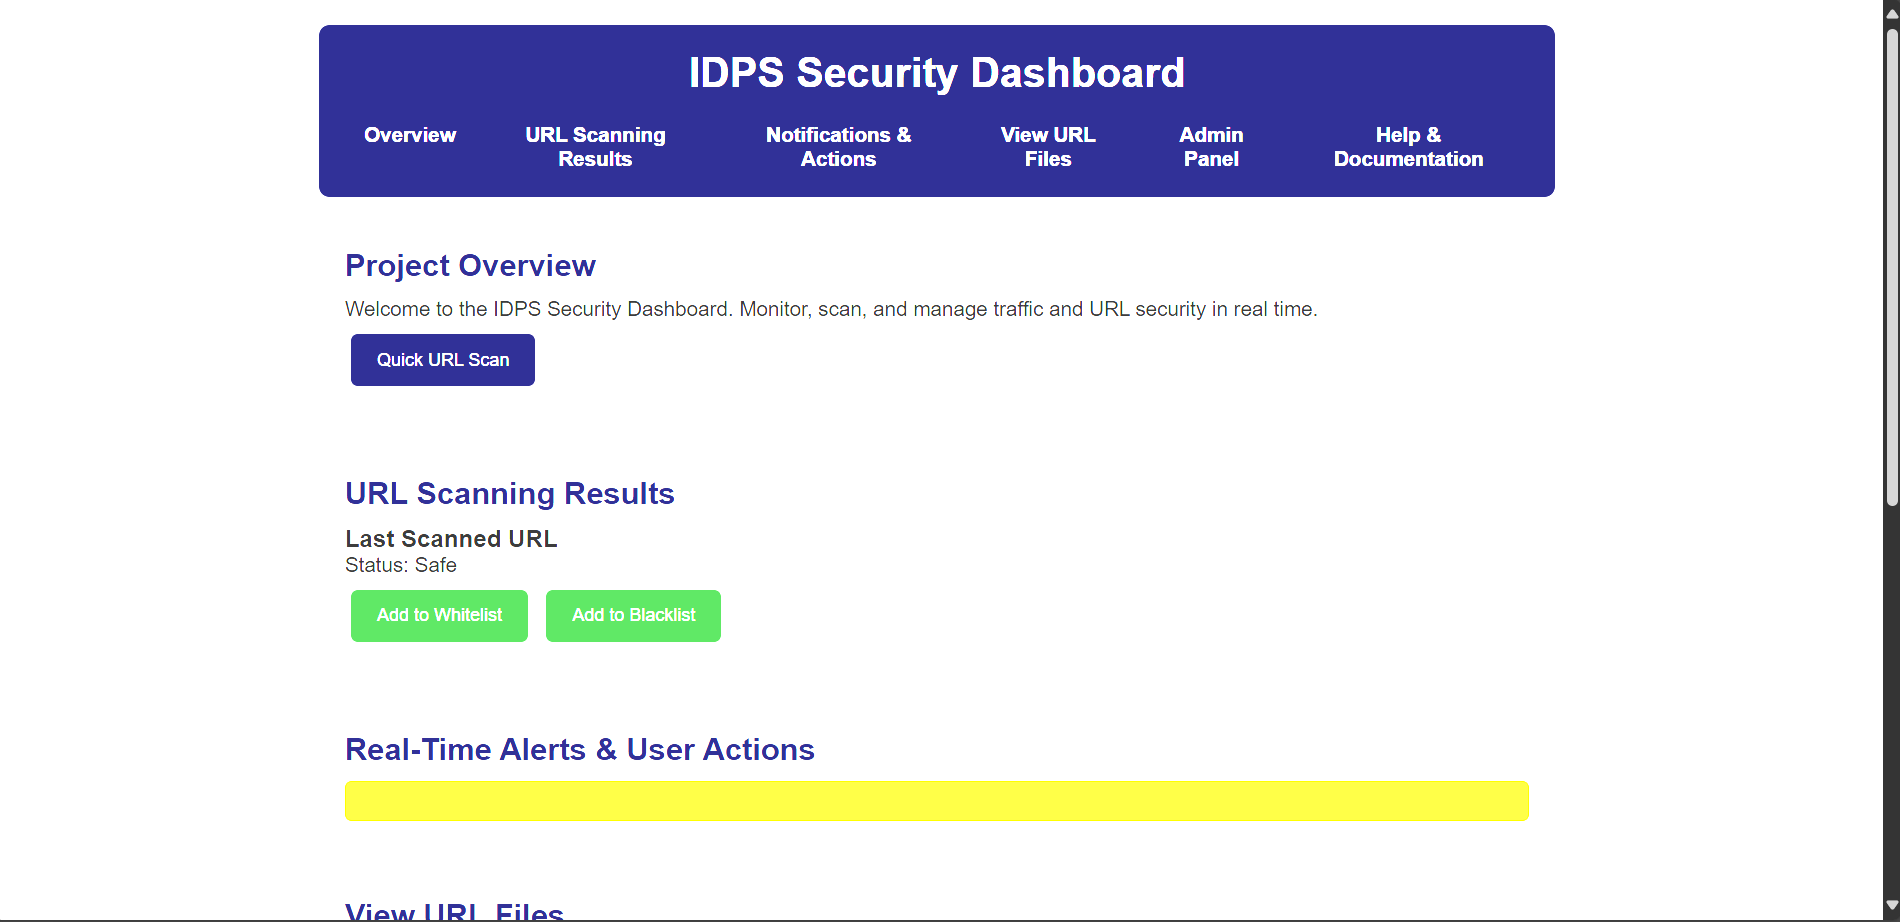 IDPS Security Dashboard
Overview
URL Scanning
Results
Notifications &
Actions
View URL
Files
Admin
Panel
Help &
Documentation
Project Overview
Welcome to the IDPS Security Dashboard. Monitor, scan, and manage traffic and URL security in real time.
Quick URL Scan
URL Scanning Results
Last Scanned URL
Status: Safe
Add to Whitelist
Add to Blacklist
Real-Time Alerts & User Actions
View URL Files